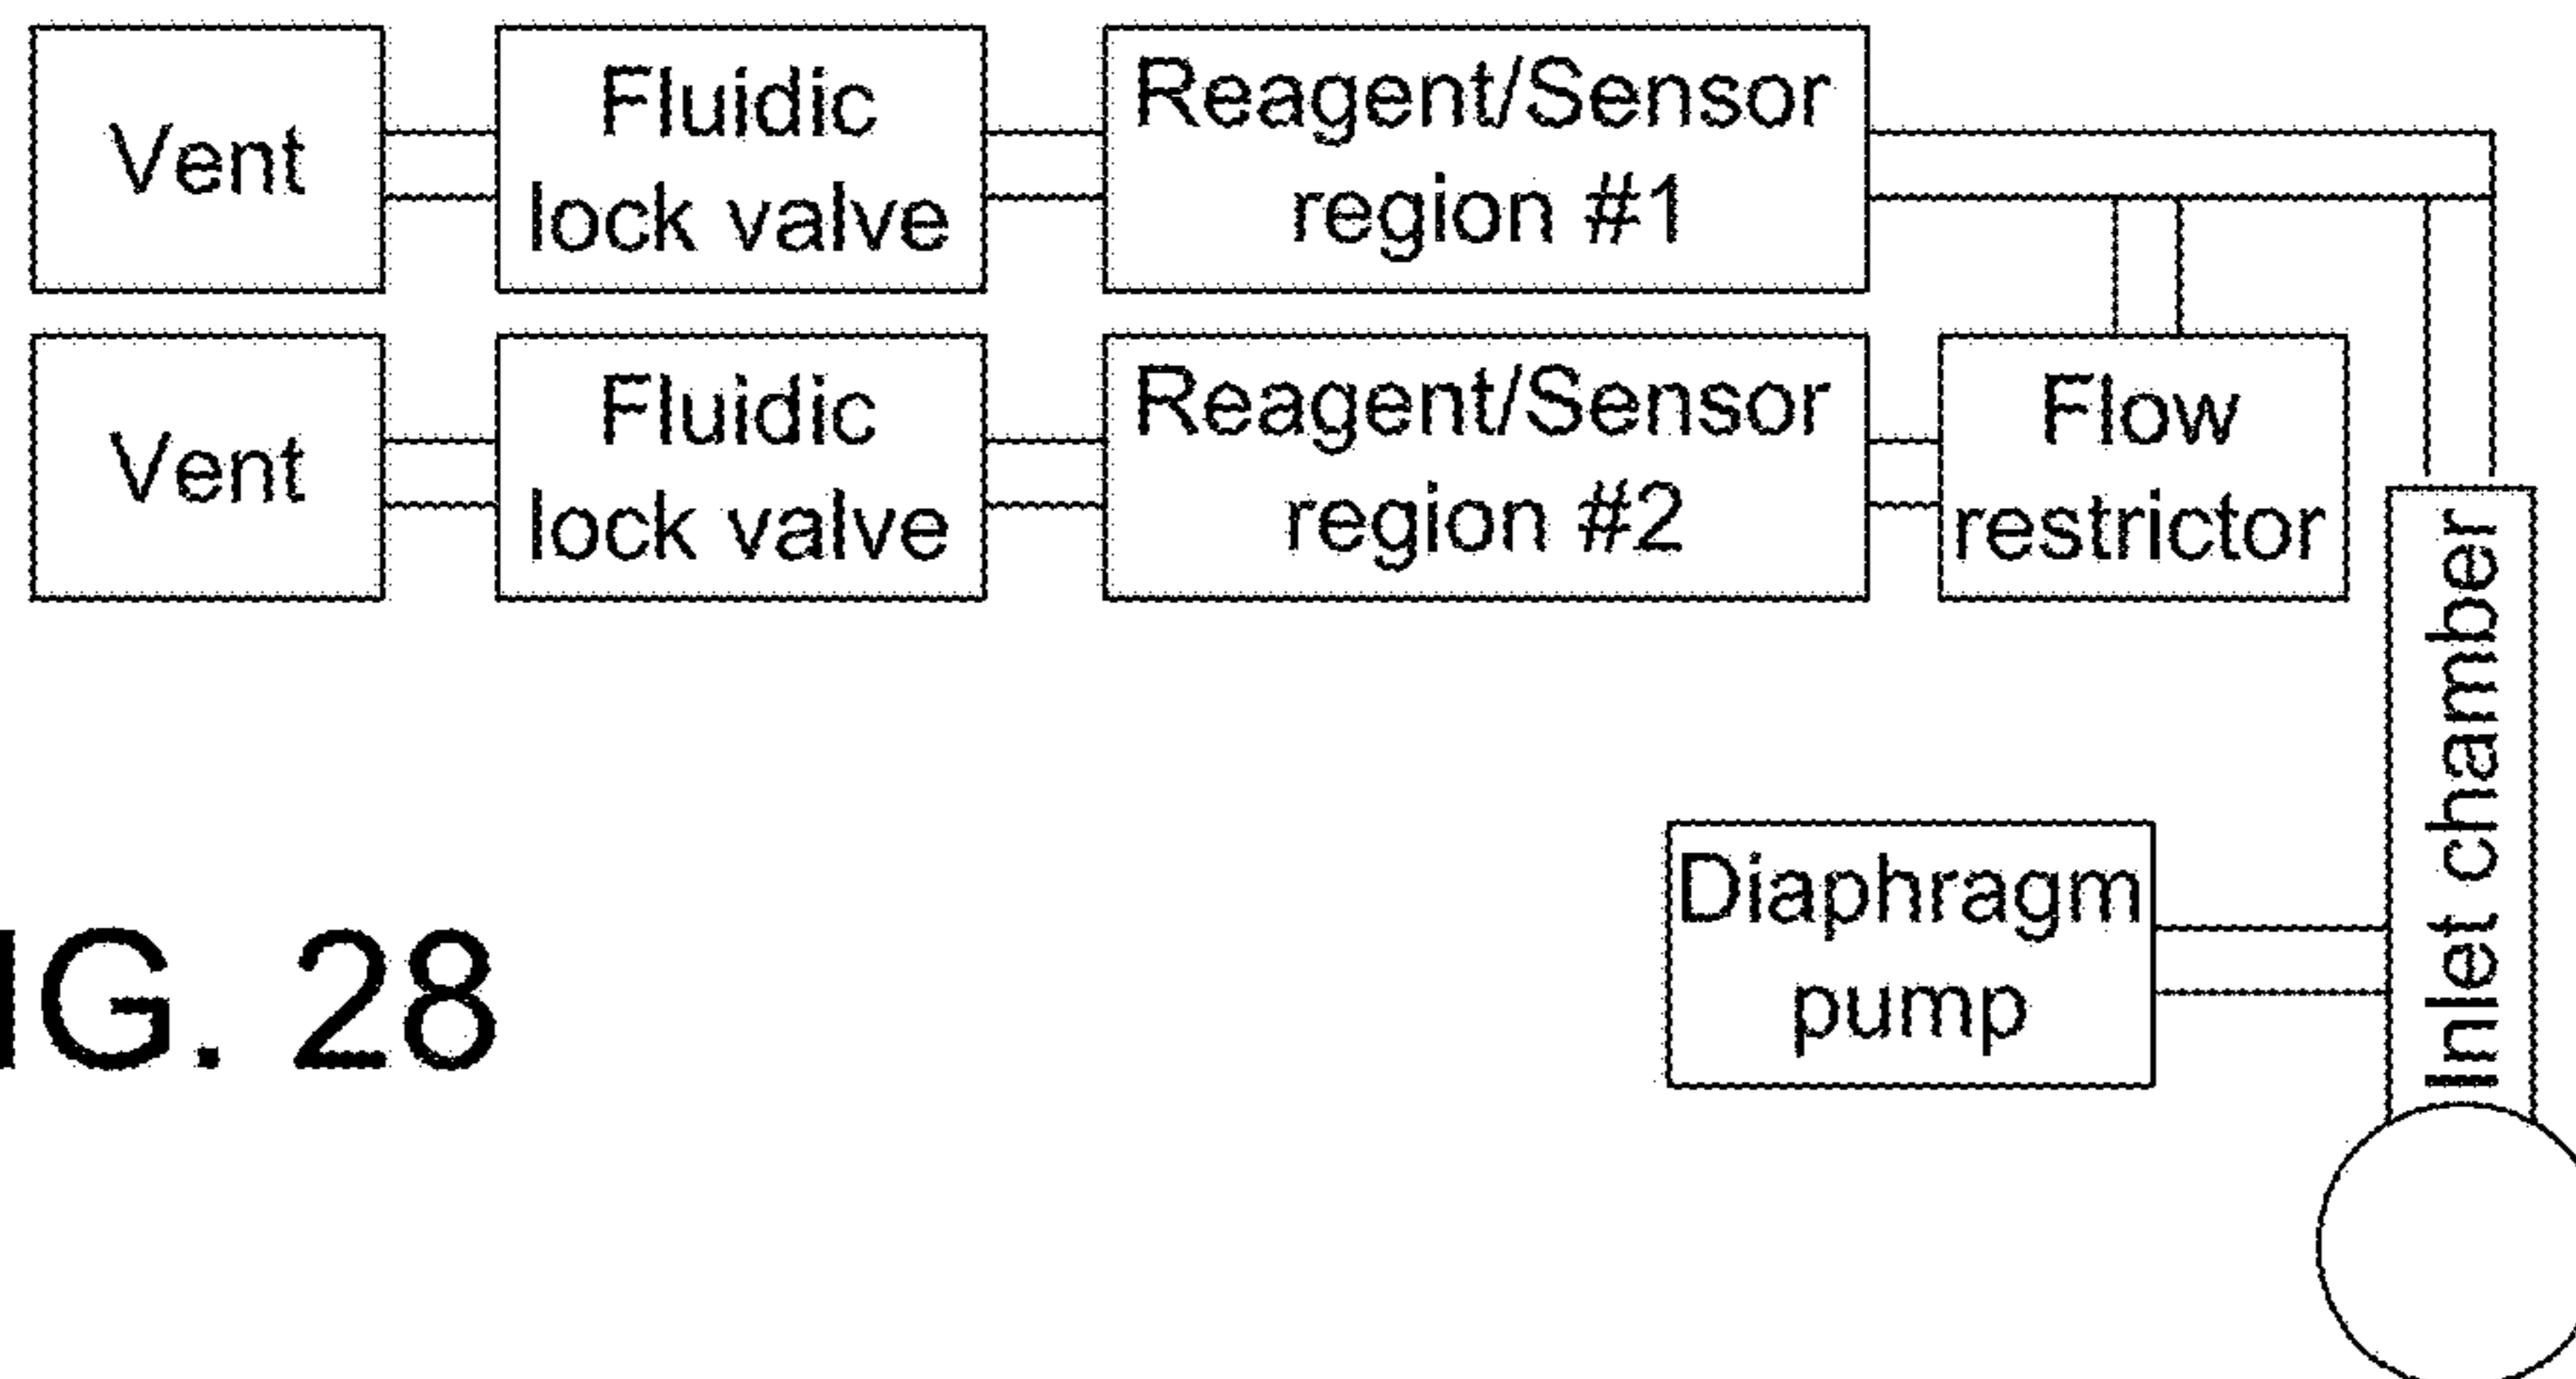 Vent
Fluidic
lock valve
Reagent/Sensor
region #1
Vent
Fluidic
lock valve
Reagent/Sensor
region #2
Flow
restrictor
Inlet chamber
Diaphragm
pump
IG. 28